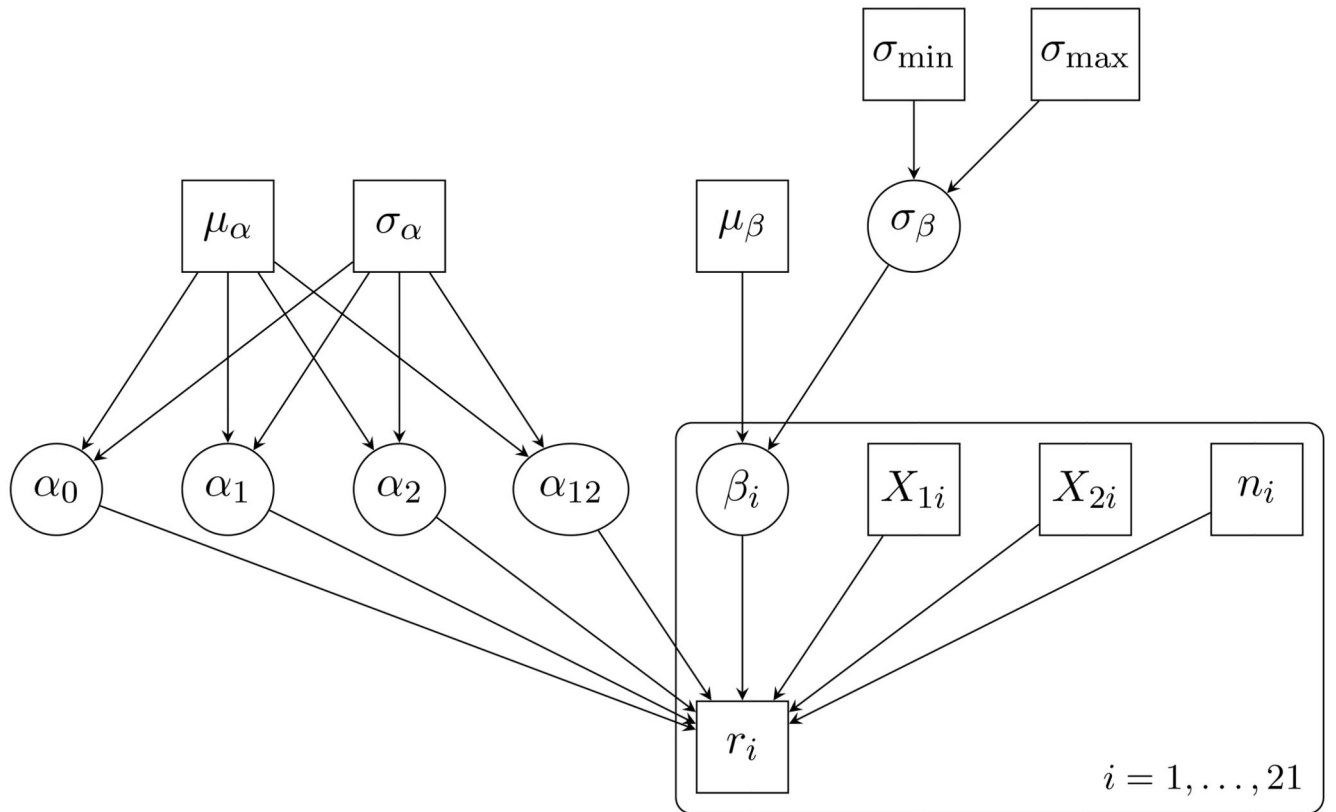 σ_min σ_max
μ_α σ_α μ_β σ_β
α_0 α_1 α_2 α_12 β_i X_1i X_2i n_i
r_i
i = 1, . . . , 21